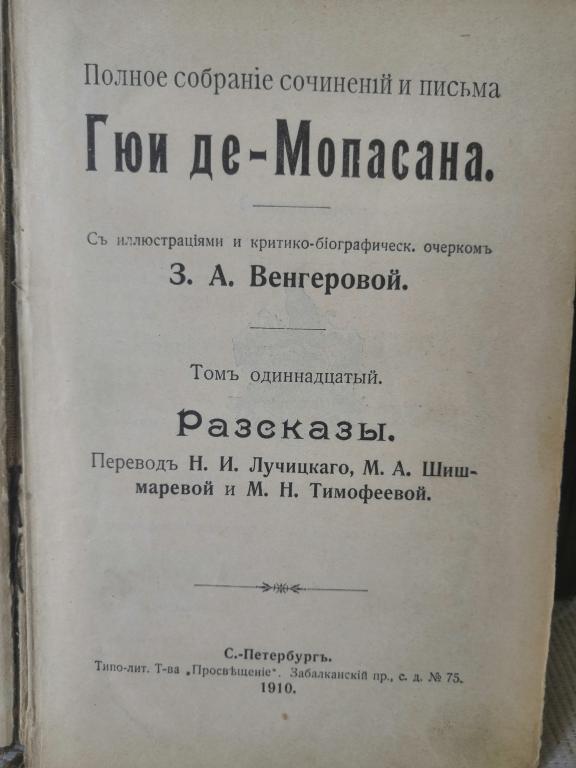 Полное собраніе сочиненій и письма
Гюи де-Мопасана.
Съ иллюстраціями и критико-біографическ. очеркомъ
З. А. Венгеровой.
Томъ одиннадцатый.
Разсказы.
Переводъ Н. И. Лучицкаго, М. А. Шиш-
маревой и М. Н. Тимофеевой.
С.-Петербургъ.
Типо-лит. Т-ва „Просвѣщеніе". Забалканскій пр., с. д. № 75.
1910.